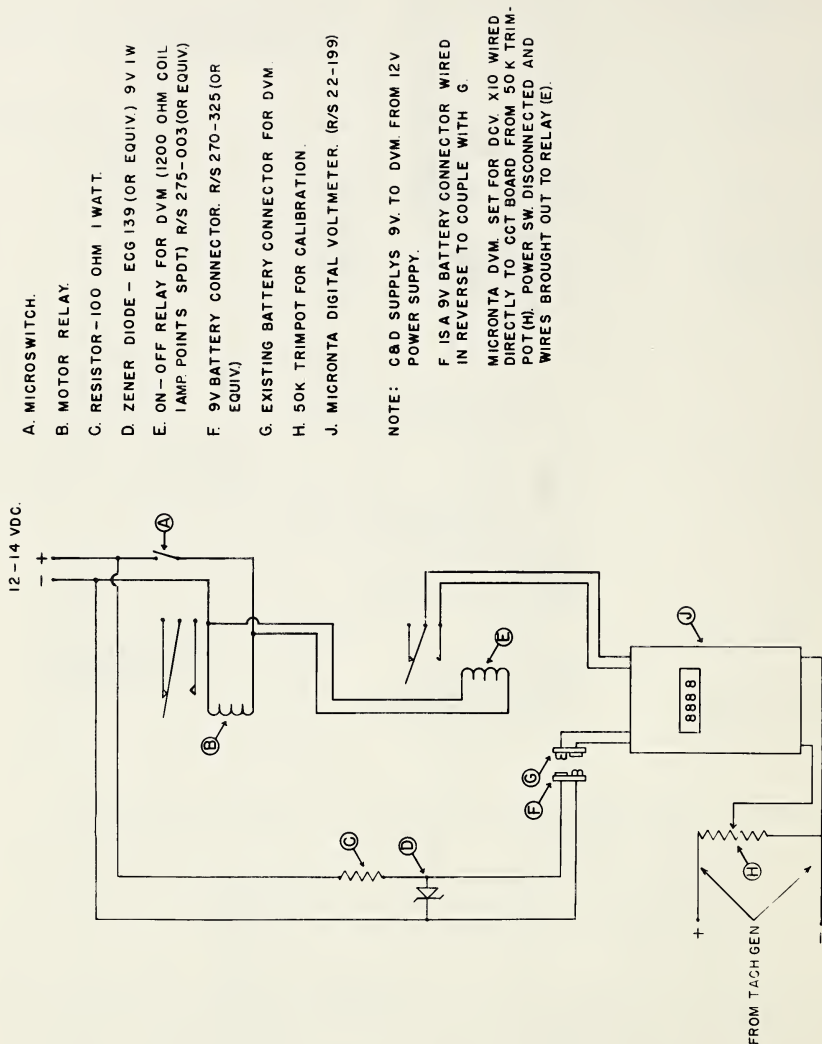 12-14 VDC.
- +
A
B
C
D
E
F
G
H
J
8888
+
-
FROM TACH GEN
A. MICROSWITCH.
B. MOTOR RELAY.
C. RESISTOR-100 OHM 1 WATT.
D. ZENER DIODE- ECG 139 (OR EQUIV.) 9V 1W
E. ON-OFF RELAY FOR DVM (1200 OHM COIL
1 AMP. POINTS SPDT) R/S 275-003 (OR EQUIV.)
F. 9V BATTERY CONNECTOR. R/S 270-325 (OR
EQUIV.)
G. EXISTING BATTERY CONNECTOR FOR DVM.
H. 50K TRIMPOT FOR CALIBRATION.
J. MICRONTA DIGITAL VOLTMETER. (R/S 22-199)
NOTE: C&D SUPPLYS 9V. TO DVM. FROM 12V
POWER SUPPY.
F IS A 9V BATTERY CONNECTOR WIRED
IN REVERSE TO COUPLE WITH G.
MICRONTA DVM. SET FOR DCV. X10 WIRED
DIRECTLY TO CCT BOARD FROM 50K TRIM-
POT(H). POWER SW. DISCONNECTED AND
WIRES BROUGHT OUT TO RELAY (E).